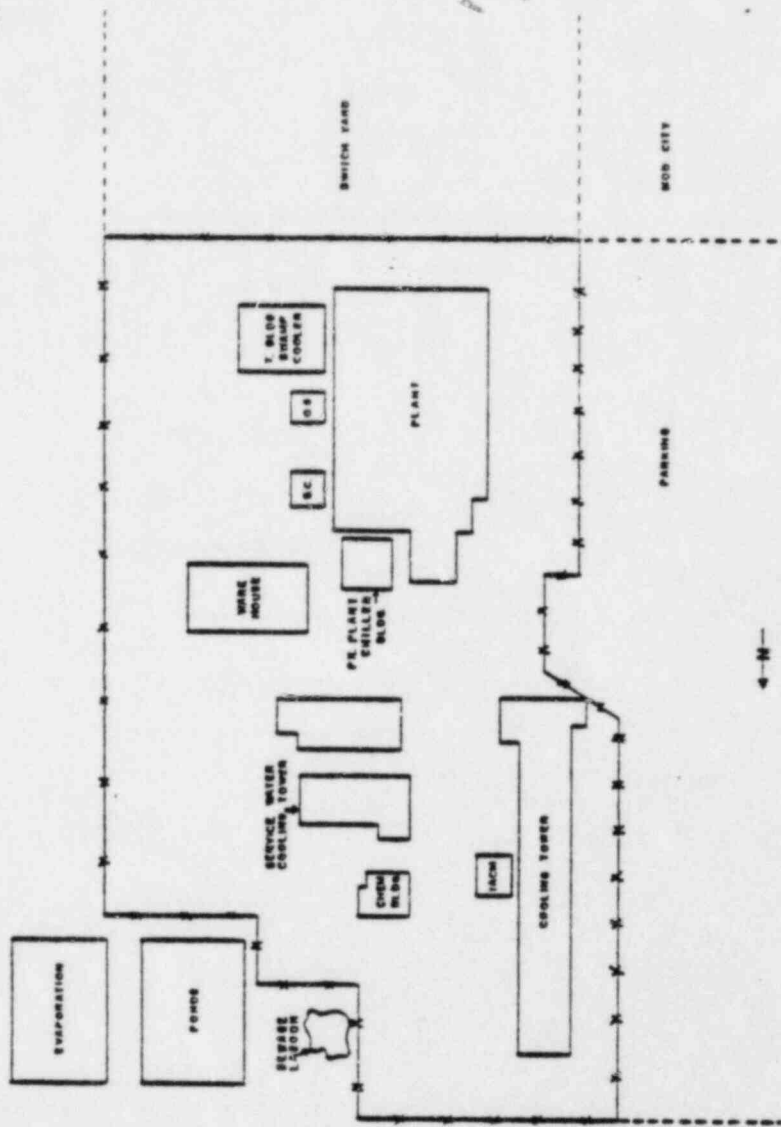 EVAPORATION
PONDS
SEWAGE
LAGOON
SERVICE WATER
COOLING TOWER
CHEM
BLDG
TACM
COOLING TOWER
WARE
HOUSE
PR. PLANT
CHILLER
BLDG
T. BLDG
SWAMP
COOLER
PLANT
PARKING
SWITCH YARD
MOD CITY
N